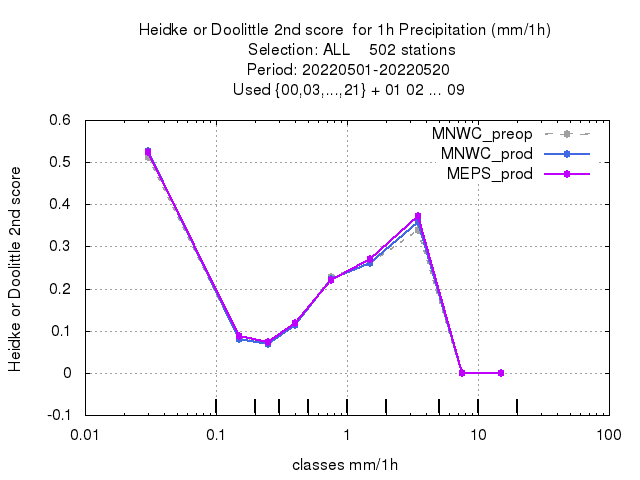 Heidke or Doolittle 2nd score  for 1h Precipitation (mm/1h)
Selection: ALL    502 stations
Period: 20220501-20220520
Used {00,03,...,21} + 01 02 ... 09
MNWC_preop
MNWC_prod
MEPS_prod
Heidke or Doolittle 2nd score
0.6
0.5
0.4
0.3
0.2
0.1
0
-0.1
0.01 0.1 1 10 100
classes mm/1h